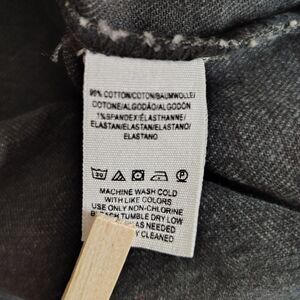 99% COTTON/COTON/BAUMWOLLE/
COTONE/ALGODÃO/ALGODÓN
1% SPANDEX/ÉLASTHANNE/
ELASTAN/ELASTAN/ELASTANO/
ELASTANO
MACHINE WASH COLD
WITH LIKE COLORS
USE ONLY NON-CHLORINE
TUMBLE DRY LOW
AS NEEDED
CLEANED